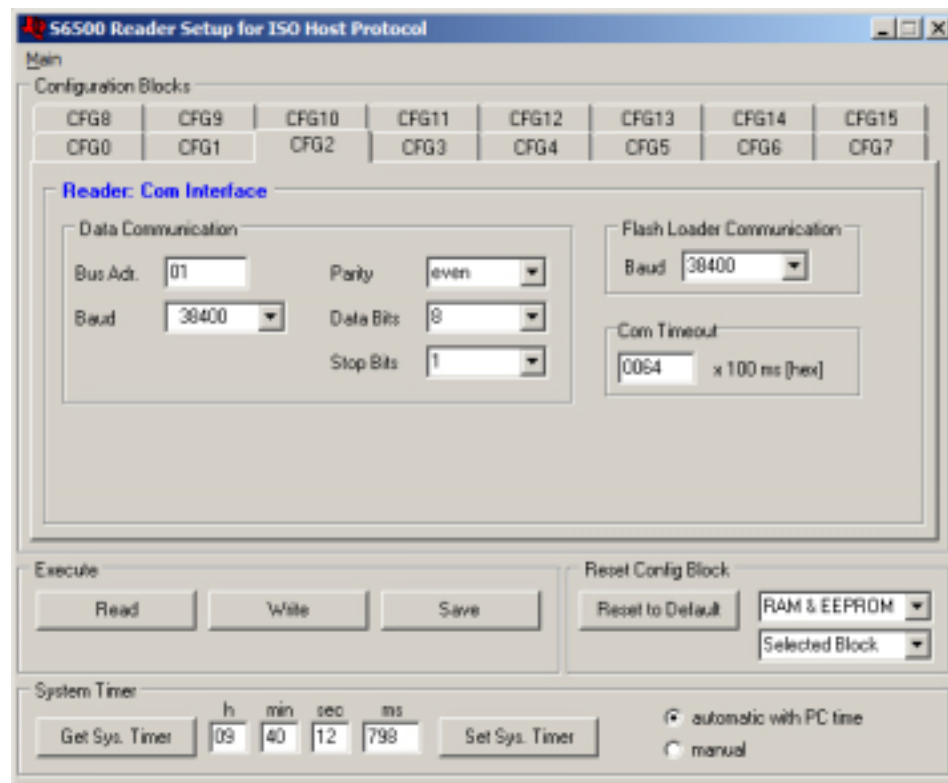 S6500 Reader Setup for ISO Host Protocol
Main
Configuration Blocks
CFG8 CFG9 CFG10 CFG11 CFG12 CFG13 CFG14 CFG15
CFG0 CFG1 CFG2 CFG3 CFG4 CFG5 CFG6 CFG7
Reader: Com Interface
Data Communication
Bus Adr. 01 Parity even
Baud 38400 Data Bits 8
Stop Bits 1
Flash Loader Communication
Baud 38400
Com Timeout
0064 x 100 ms [hex]
Execute
Read Write Save
Reset Config Block
Reset to Default RAM & EEPROM
Selected Block
System Timer
h min sec ms
Get Sys. Timer 09 40 12 798 Set Sys. Timer
automatic with PC time
manual